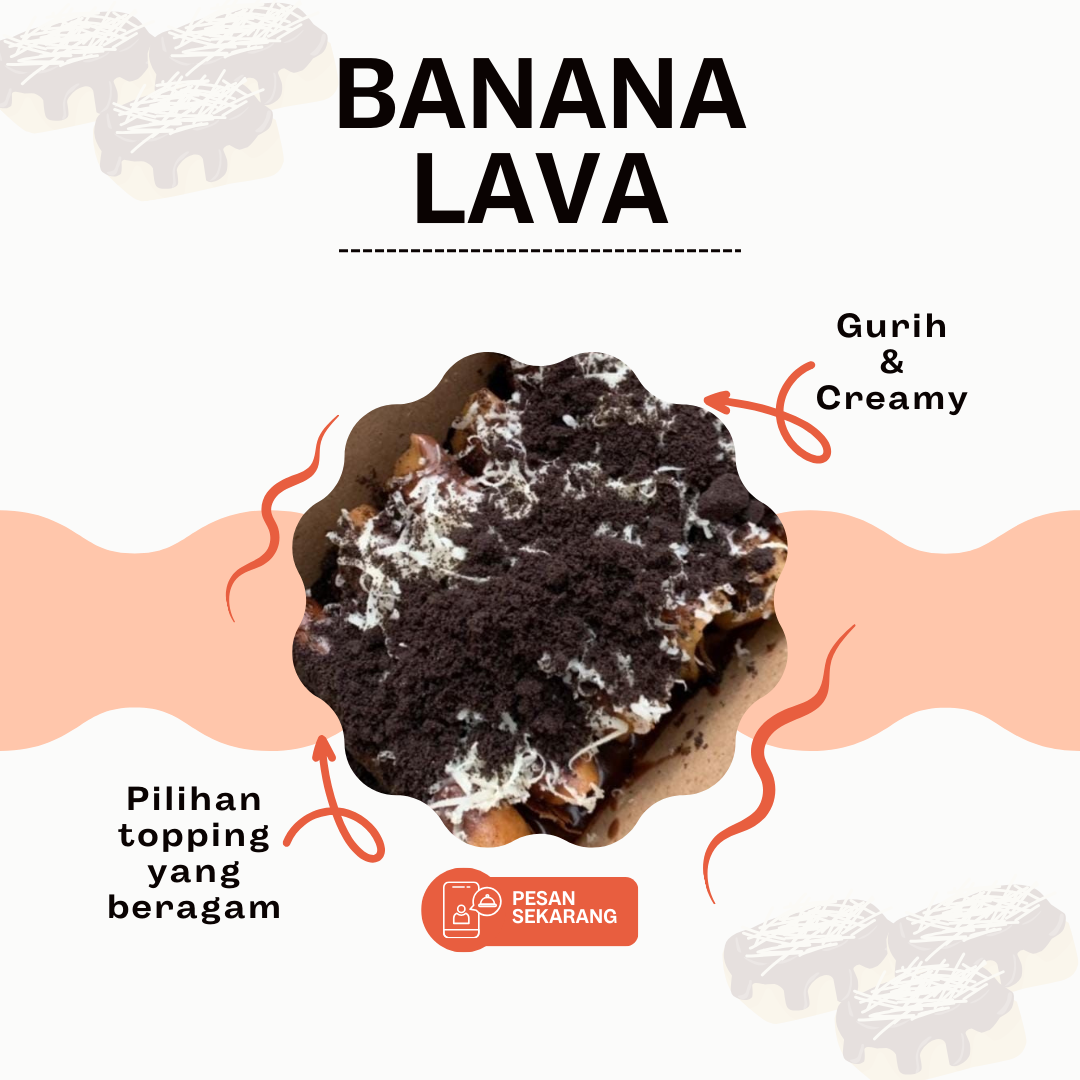 BANANA
LAVA
Gurih
&
Creamy
Pilihan
topping
yang
beragam
PESAN
SEKARANG